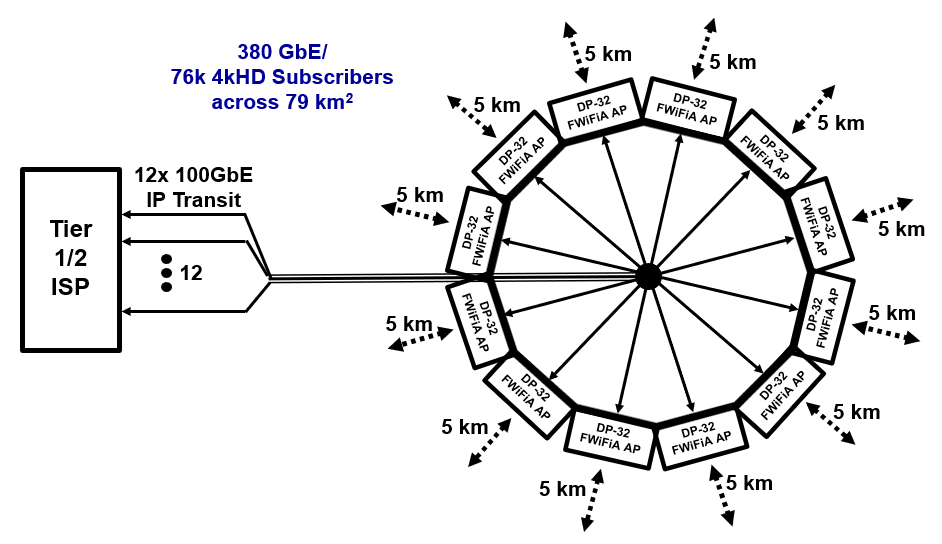 380 GbE/
76k 4kHD Subscribers
across 79 km²
12x 100GbE
IP Transit
Tier
1/2
ISP
12
5 km
DP-32
FWiFiA AP
5 km
DP-32
FWiFiA AP
5 km
DP-32
FWiFiA AP
5 km
DP-32
FWiFiA AP
5 km
DP-32
FWiFiA AP
5 km
DP-32
FWiFiA AP
5 km
DP-32
FWiFiA AP
5 km
DP-32
FWiFiA AP
5 km
DP-32
FWiFiA AP
5 km
DP-32
FWiFiA AP
5 km
DP-32
FWiFiA AP
5 km
DP-32
FWiFiA AP